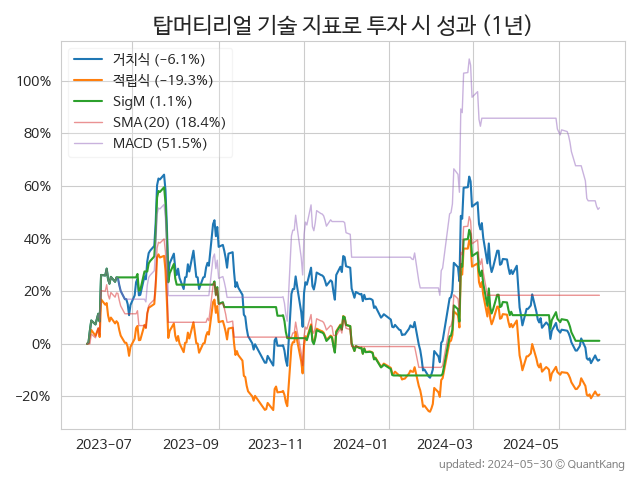 탑머티리얼 기술 지표로 투자 시 성과 (1년)
거치식 (−6.1%)
적립식 (−19.3%)
SigM (1.1%)
SMA(20) (18.4%)
MACD (51.5%)
100%
80%
60%
40%
20%
0%
−20%
2023-07 2023-09 2023-11 2024-01 2024-03 2024-05
updated: 2024-05-30 © QuantKang